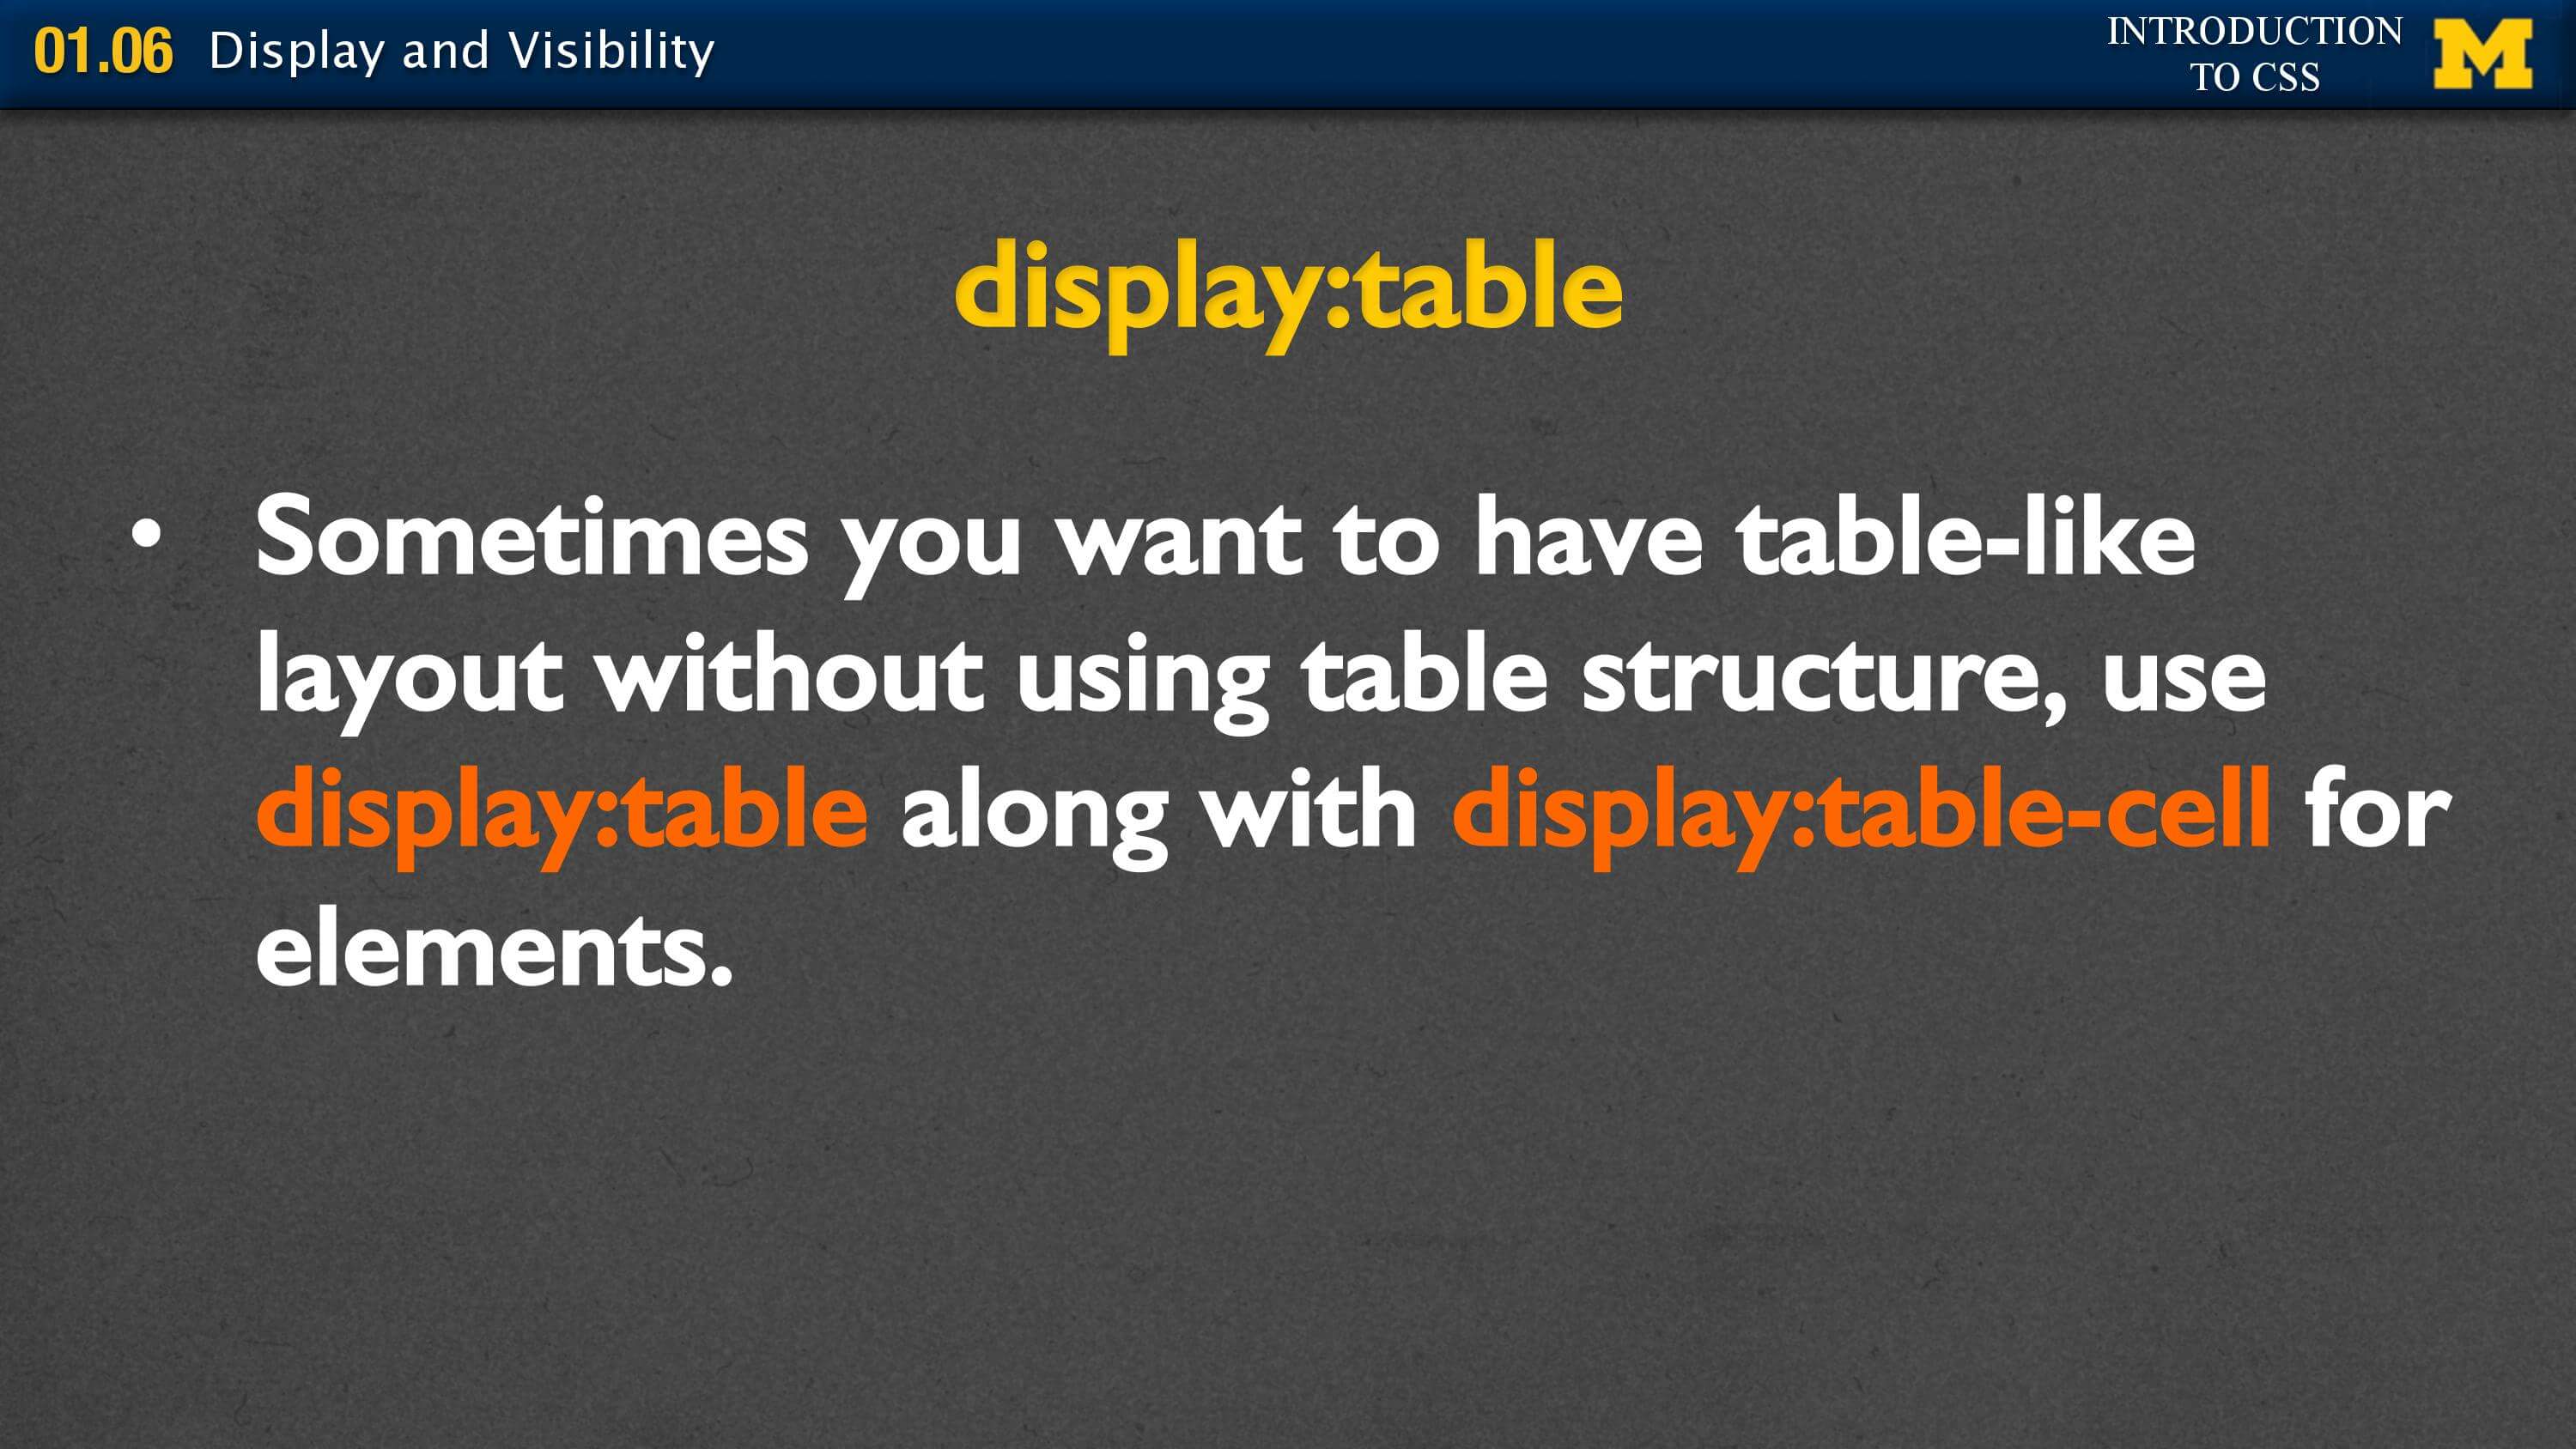 01.06 Display and Visibility
INTRODUCTION
TO CSS
M
display:table
• Sometimes you want to have table-like
layout without using table structure, use
display:table along with display:table-cell for
elements.